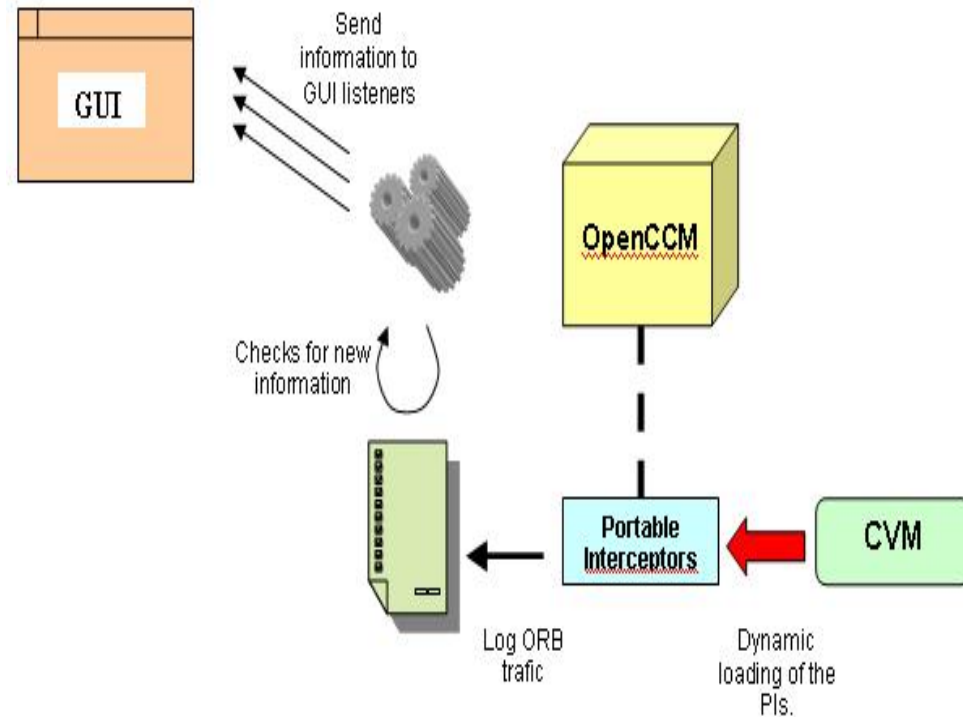 GUI
Send
information to
GUI listeners
OpenCCM
Checks for new
information
Portable
Interceptors
CVM
Log ORB
trafic
Dynamic
loading of the
PIs.